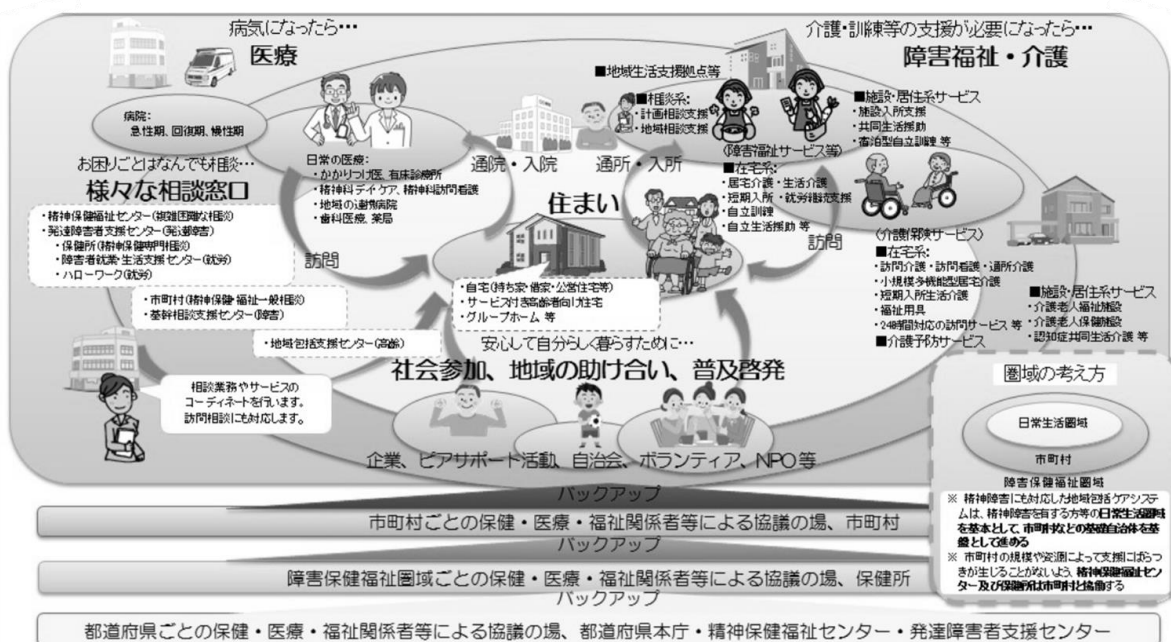 病気になったら…
医療
介護・訓練等の支援が必要になったら…
障害福祉・介護
病院:
急性期、回復期、慢性期
日常の医療:
・かかりつけ医、有床診療所
・精神科デイケア、精神科訪問看護
・地域の連携病院
・歯科医療、薬局
通院・入院
通所・入所
■地域生活支援拠点等
■相談系:
・計画相談支援
・地域相談支援
〈障害福祉サービス等〉
■在宅系:
・居宅介護・生活介護
・短期入所・就労継続支援
・自立訓練
・自立生活援助 等
■施設・居住系サービス
・施設入所支援
・共同生活援助
・宿泊型自立訓練 等
お困りごとはなんでも相談…
様々な相談窓口
・精神保健福祉センター(複雑困難な相談)
・発達障害者支援センター(発達障害)
・保健所(精神保健専門相談)
・障害者就業・生活支援センター(就労)
・ハローワーク(就労)
・市町村(精神保健・福祉一般相談)
・基幹相談支援センター(障害)
・地域包括支援センター(高齢)
訪問
相談業務やサービスの
コーディネートを行います。
訪問相談にも対応します。
住まい
・自宅(持ち家・借家・公営住宅等)
・サービス付き高齢者向け住宅
・グループホーム 等
訪問
〈介護保険サービス〉
■在宅系:
・訪問介護・訪問看護・通所介護
・小規模多機能型居宅介護
・短期入所生活介護
・福祉用具
・24時間対応の訪問サービス 等
■介護予防サービス
■施設・居住系サービス
・介護老人福祉施設
・介護老人保健施設
・認知症共同生活介護 等
安心して自分らしく暮らすために…
社会参加、地域の助け合い、普及啓発
企業、ピアサポート活動、自治会、ボランティア、NPO 等
圏域の考え方
日常生活圏域
市町村
障害保健福祉圏域
※ 精神障害にも対応した地域包括ケアシステ
ムは、精神障害を有する方等の日常生活圏域
を基本として、市町村などの基礎自治体を基
盤として進める
※ 市町村の規模や資源によって支援にばらつ
きが生じることがないよう、精神保健福祉セン
ター及び保健所は市町村と協働する
バックアップ
市町村ごとの保健・医療・福祉関係者等による協議の場、市町村
バックアップ
障害保健福祉圏域ごとの保健・医療・福祉関係者等による協議の場、保健所
バックアップ
都道府県ごとの保健・医療・福祉関係者等による協議の場、都道府県本庁・精神保健福祉センター・発達障害者支援センター